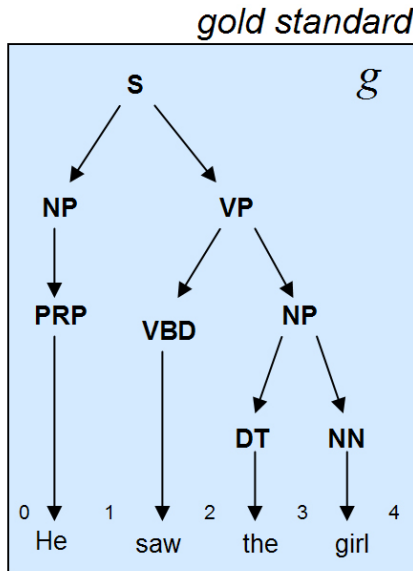 gold standard
g
S
NP VP
PRP VBD NP
DT NN
0 1 2 3 4
He saw the girl